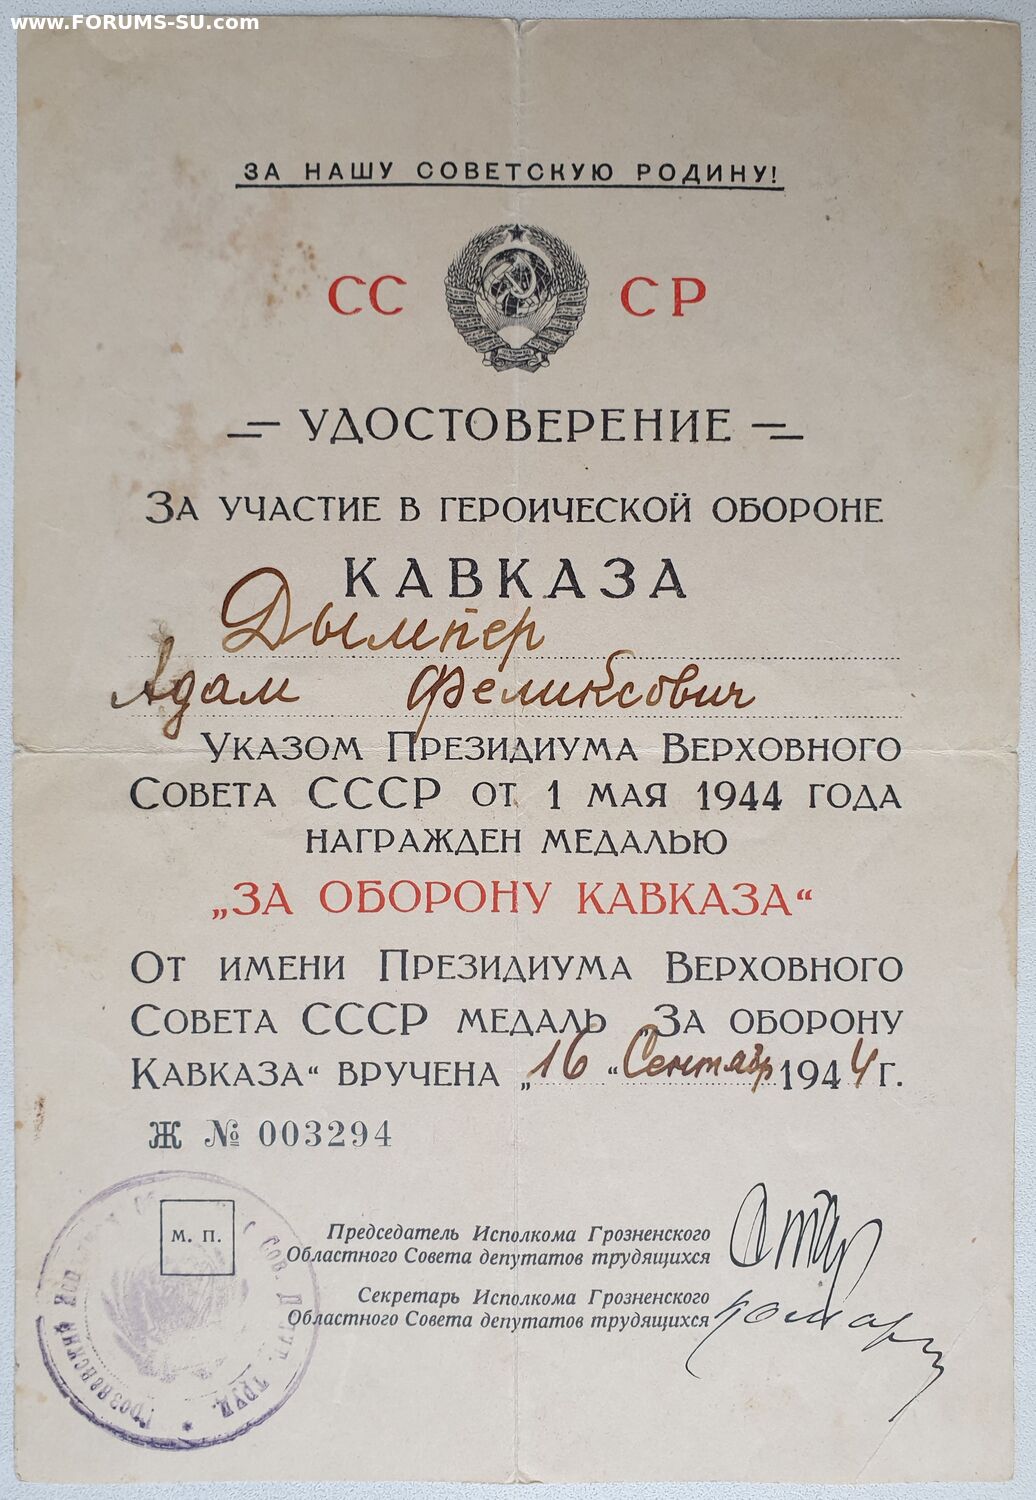 www.FORUMS-SU.com
ЗА НАШУ СОВЕТСКУЮ РОДИНУ!
СС СР
УДОСТОВЕРЕНИЕ
ЗА УЧАСТИЕ В ГЕРОИЧЕСКОЙ ОБОРОНЕ
КАВКАЗА
Дымпер
Адам Феликсович
УКАЗОМ ПРЕЗИДИУМА ВЕРХОВНОГО
СОВЕТА СССР ОТ 1 МАЯ 1944 ГОДА
НАГРАЖДЕН МЕДАЛЬЮ
„ЗА ОБОРОНУ КАВКАЗА“
ОТ ИМЕНИ ПРЕЗИДИУМА ВЕРХОВНОГО
СОВЕТА СССР МЕДАЛЬ „ЗА ОБОРОНУ
КАВКАЗА“ ВРУЧЕНА „16“ Сентябр 1944 г.
Ж № 003294
М. П.
Председатель Исполкома Грозненского
Областного Совета депутатов трудящихся
Секретарь Исполкома Грозненского
Областного Совета депутатов трудящихся